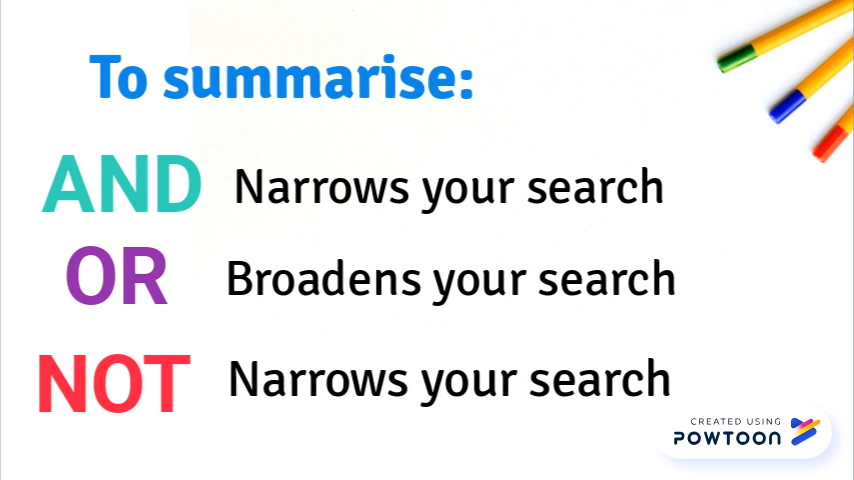 To summarise:
AND Narrows your search
OR Broadens your search
NOT Narrows your search
CREATED USING
POWTOON